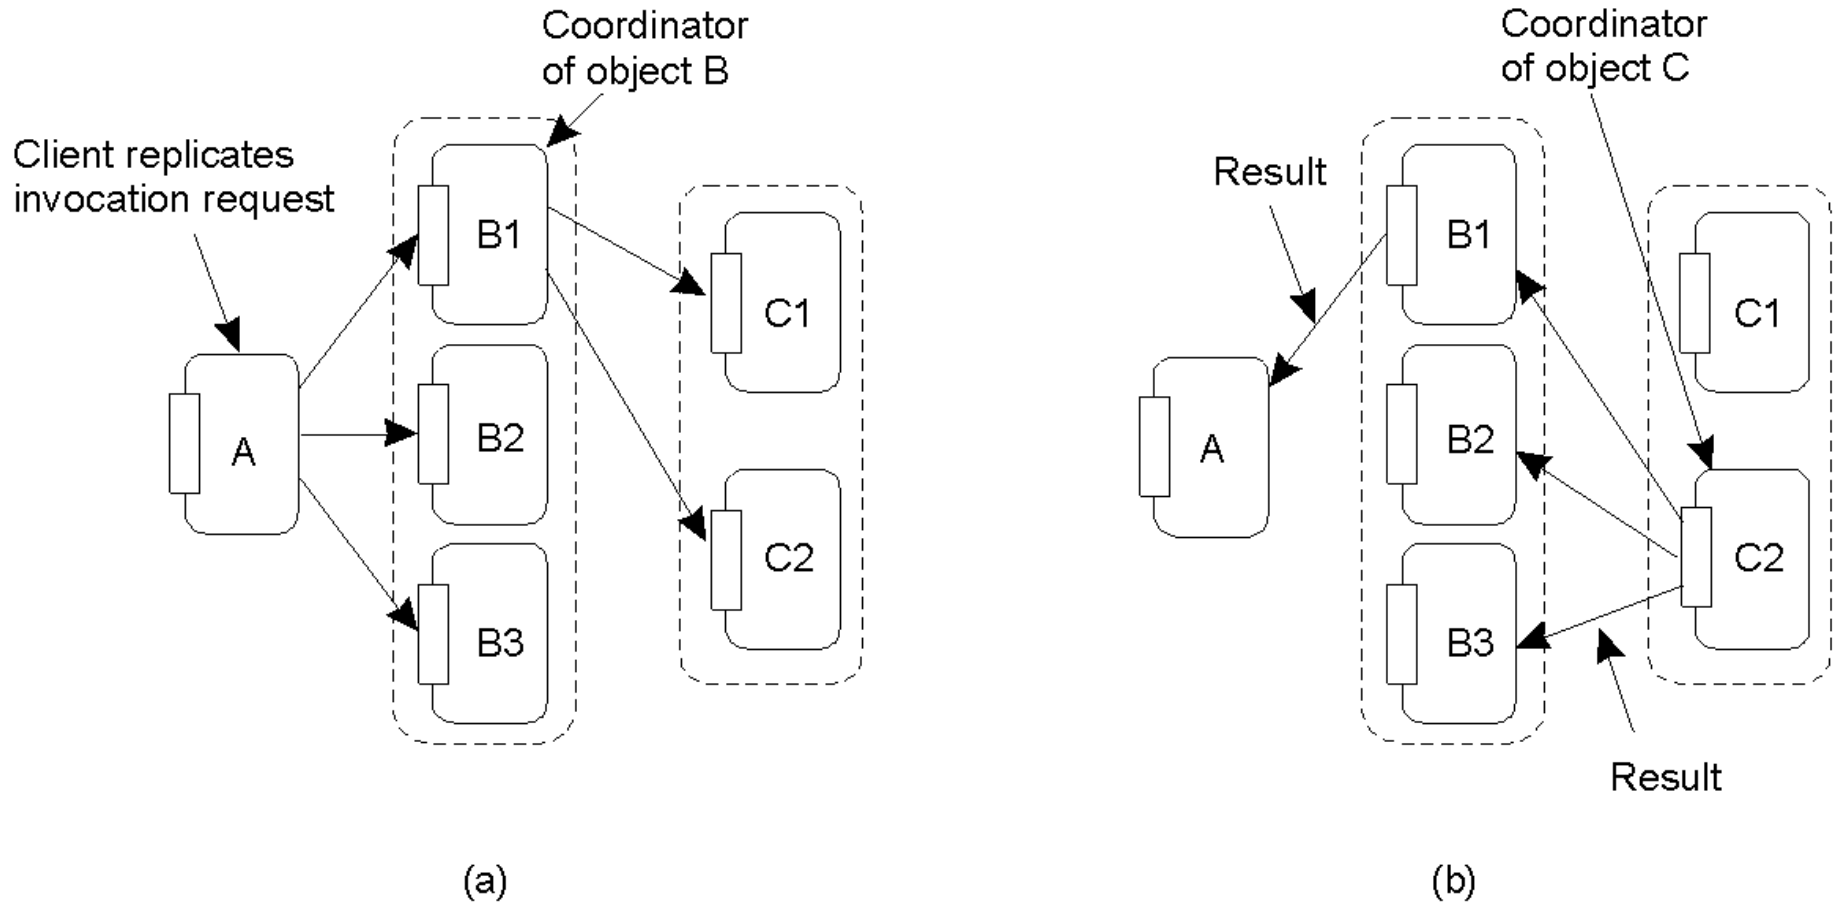 Coordinator
of object B
Client replicates
invocation request
B1
C1
A
B2
C2
B3
(a)
Coordinator
of object C
Result
B1
C1
A
B2
C2
B3
Result
(b)